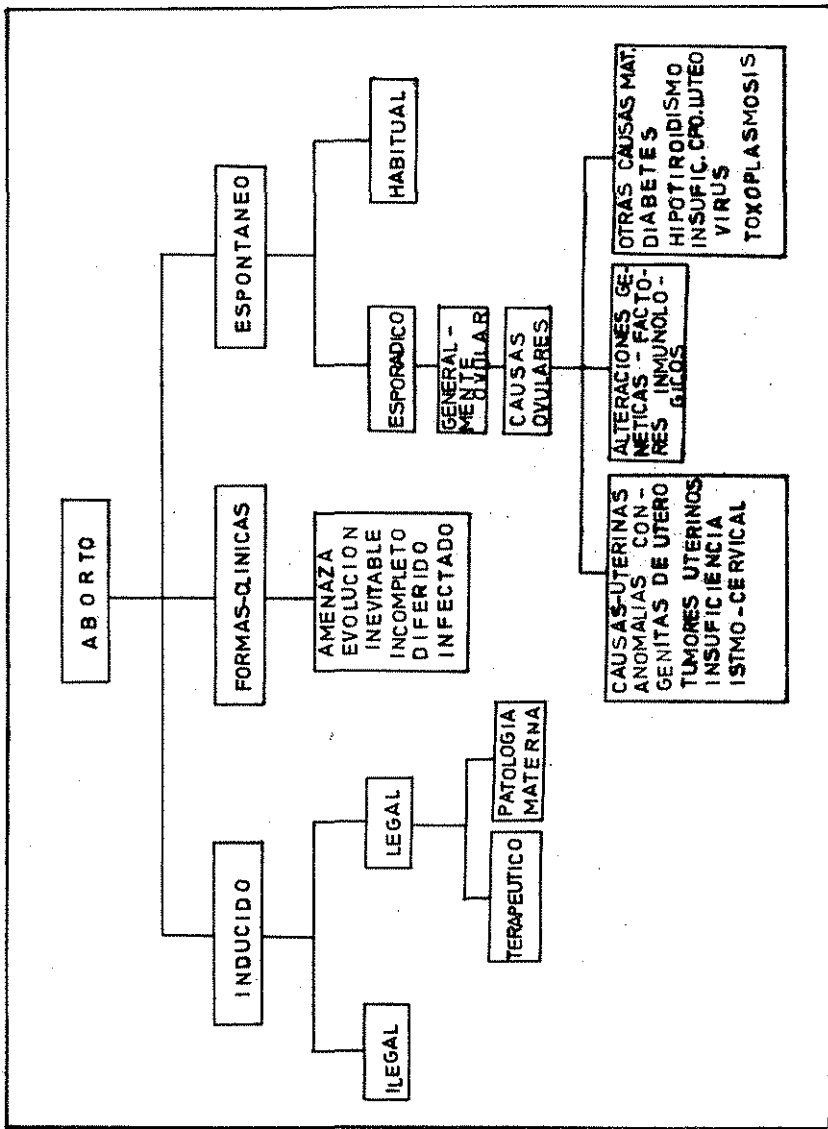 ABORTO
INDUCIDO
FORMAS-CLINICAS
ESPONTANEO
ILEGAL
LEGAL
TERAPEUTICO
PATOLOGIA
MATERNA
AMENAZA
EVOLUCION
INEVITABLE
INCOMPLETO
DIFERIDO
INFECTADO
ESPORADICO
HABITUAL
GENERAL-
MENTE
OVULAR
CAUSAS
OVULARES
CAUSAS-UTERINAS
ANOMALIAS CON-
GENITAS DE UTERO
TUMORES UTERINOS
INSUFICIENCIA
ISTMO-CERVICAL
ALTERACIONES GE-
NETICAS - FACTO-
RES INMUNOLO-
GICOS
OTRAS CAUSAS MAT.
DIABETES
HIPOTIROIDISMO
INSUFIC. CPO. LUTEO
VIRUS
TOXOPLASMOSIS